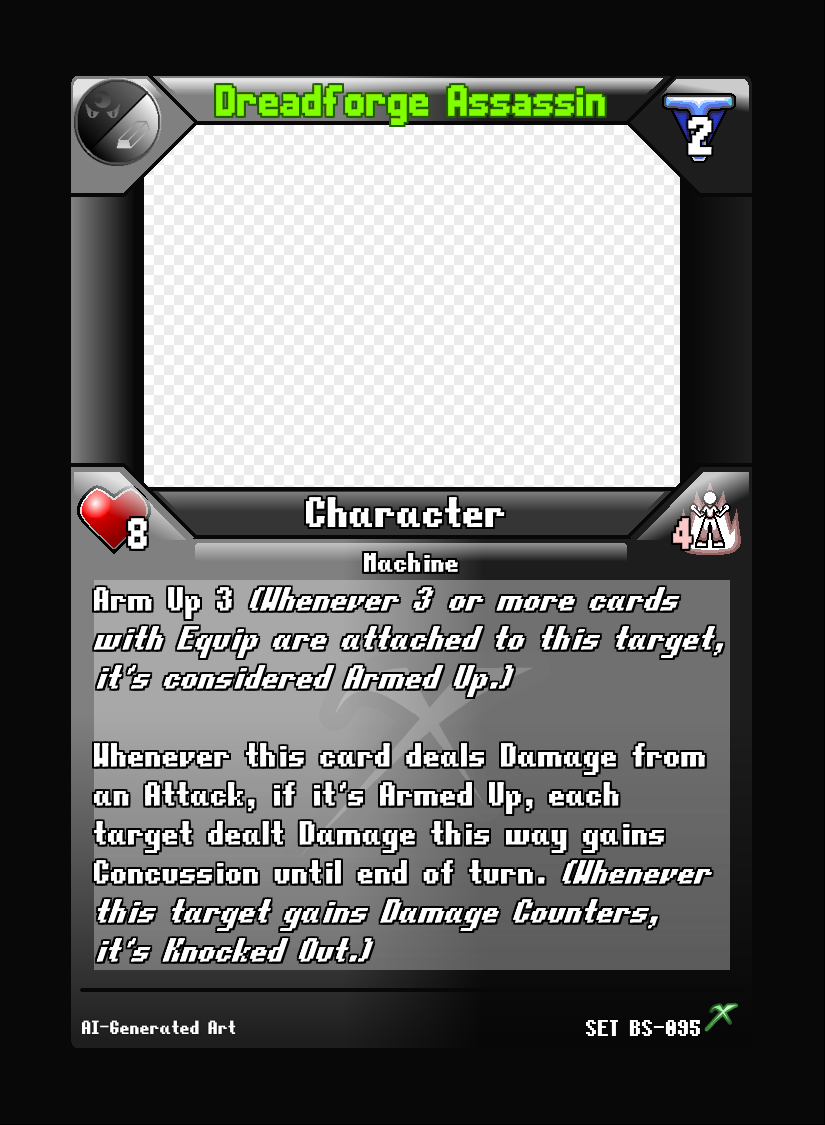 Dreadforge Assassin
2
Character
8
4
Machine
Arm Up 3 (Whenever 3 or more cards
with Equip are attached to this target,
it's considered Armed Up.)
Whenever this card deals Damage from
an Attack, if it's Armed Up, each
target dealt Damage this way gains
Concussion until end of turn. (Whenever
this target gains Damage Counters,
it's Knocked Out.)
AI-Generated Art
SET BS-095